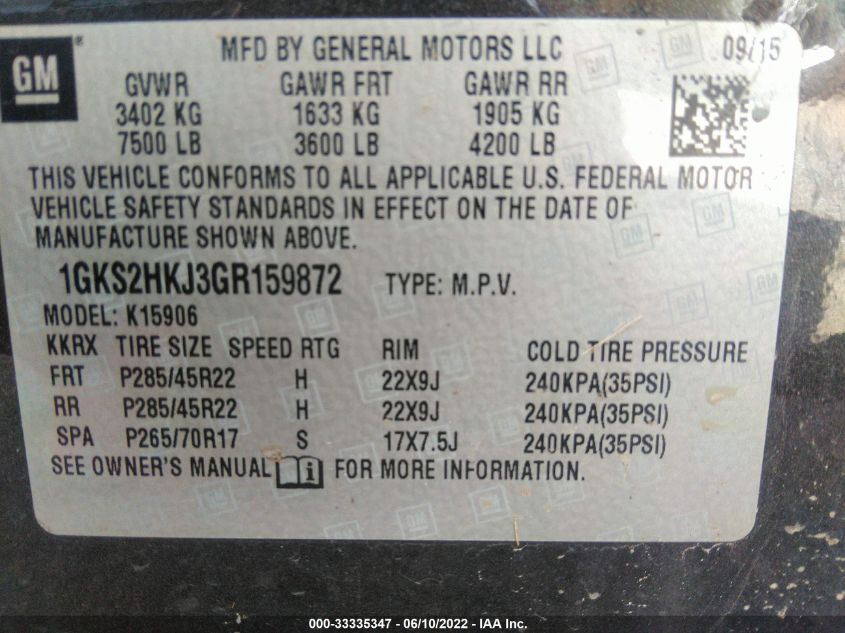 GM ® MFD BY GENERAL MOTORS LLC 09/15
GVWR GAWR FRT GAWR RR
3402 KG 1633 KG 1905 KG
7500 LB 3600 LB 4200 LB
THIS VEHICLE CONFORMS TO ALL APPLICABLE U.S. FEDERAL MOTOR
VEHICLE SAFETY STANDARDS IN EFFECT ON THE DATE OF
MANUFACTURE SHOWN ABOVE.
1GKS2HKJ3GR159872 TYPE: M.P.V.
MODEL: K15906
KKRX TIRE SIZE SPEED RTG RIM COLD TIRE PRESSURE
FRT P285/45R22 H 22X9J 240KPA(35PSI)
RR P285/45R22 H 22X9J 240KPA(35PSI)
SPA P265/70R17 S 17X7.5J 240KPA(35PSI)
SEE OWNER'S MANUAL i FOR MORE INFORMATION.
000-33335347 - 06/10/2022 - IAA Inc.